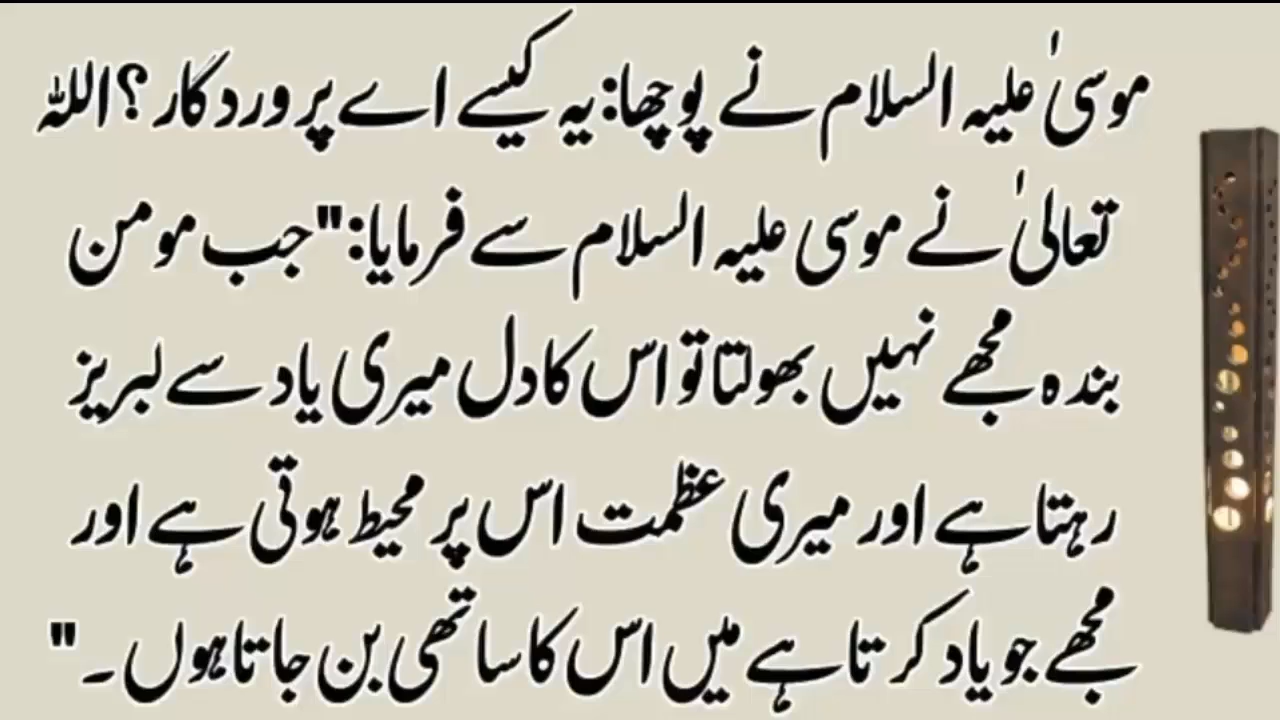 موسیٰ علیہ السلام نے پوچھا: یہ کیسے اے پروردگار؟ اللہ
تعالیٰ نے موسی علیہ السلام سے فرمایا: "جب مومن
بندہ مجھے نہیں بھولتا تو اس کا دل میری یاد سے لبریز
رہتا ہے اور میری عظمت اس پر محیط ہوتی ہے اور
مجھے جو یاد کرتا ہے میں اس کا ساتھی بن جاتا ہوں۔"